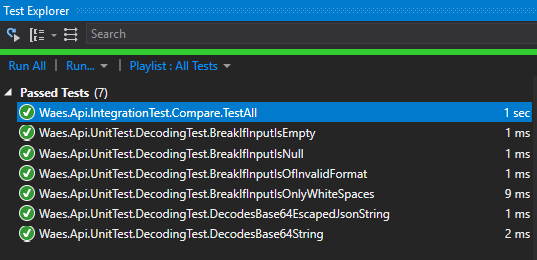 Test Explorer
Search
Run All | Run... | Playlist : All Tests
Passed Tests (7)
Waes.Api.IntegrationTest.Compare.TestAll 1 sec
Waes.Api.UnitTest.DecodingTest.BreakIfInputIsEmpty 1 ms
Waes.Api.UnitTest.DecodingTest.BreakIfInputIsNull 1 ms
Waes.Api.UnitTest.DecodingTest.BreakIfInputIsOfInvalidFormat 1 ms
Waes.Api.UnitTest.DecodingTest.BreakIfInputIsOnlyWhiteSpaces 9 ms
Waes.Api.UnitTest.DecodingTest.DecodesBase64EscapedJsonString 1 ms
Waes.Api.UnitTest.DecodingTest.DecodesBase64String 2 ms